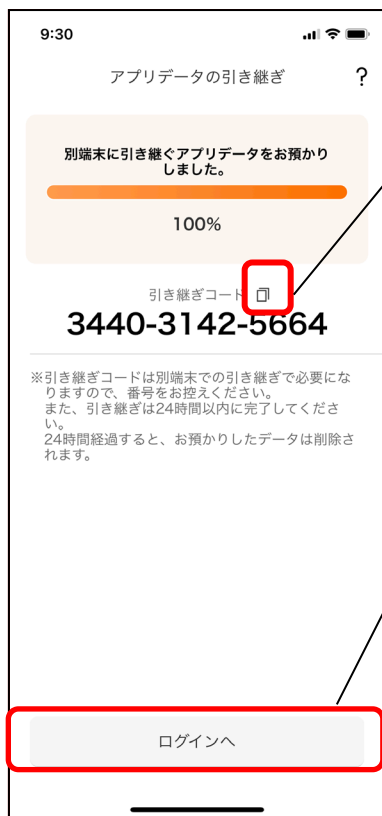 9:30
アプリデータの引き継ぎ ?
別端末に引き継ぐアプリデータをお預かり
しました。
100%
引き継ぎコード
3440-3142-5664
※引き継ぎコードは別端末での引き継ぎで必要にな
りますので、番号をお控えください。
また、引き継ぎは24時間以内に完了してくださ
い。
24時間経過すると、お預かりしたデータは削除さ
れます。
ログインへ